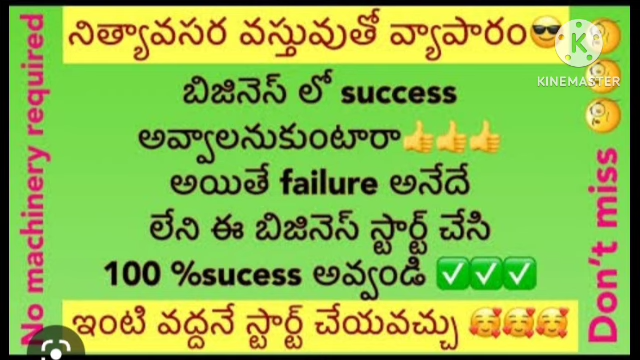 No machinery required
నిత్యావసర వస్తువుతో వ్యాపారం😎
బిజినెస్ లో success
అవ్వాలనుకుంటారా👍👍👍
అయితే failure అనేదే
లేని ఈ బిజినెస్ స్టార్ట్ చేసి
100 %sucess అవ్వండి ✅✅✅
ఇంటి వద్దనే స్టార్ట్ చేయవచ్చు 🥰🥰🥰
Don't miss 🧐🧐🧐
K
KINEMASTER